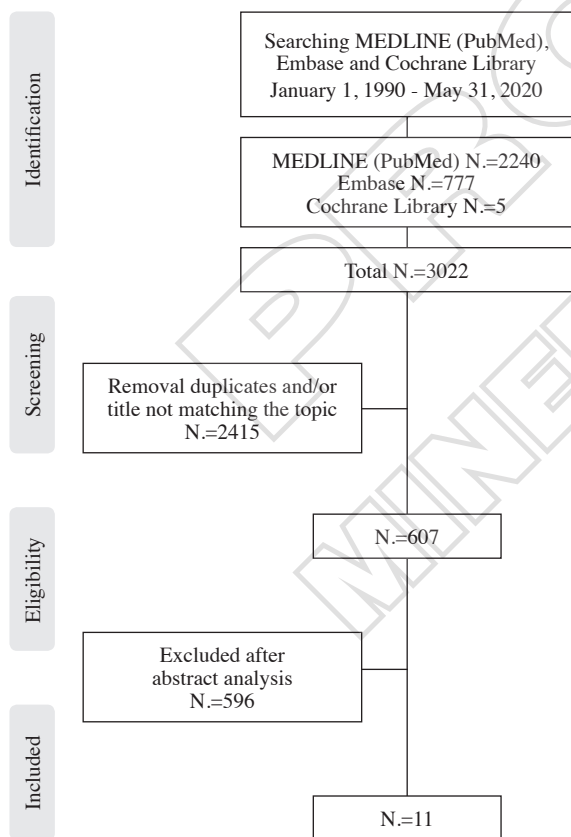 Identification
Searching MEDLINE (PubMed),
Embase and Cochrane Library
January 1, 1990 - May 31, 2020
MEDLINE (PubMed) N.=2240
Embase N.=777
Cochrane Library N.=5
Total N.=3022
Screening
Removal duplicates and/or
title not matching the topic
N.=2415
Eligibility
N.=607
Excluded after
abstract analysis
N.=596
Included
N.=11